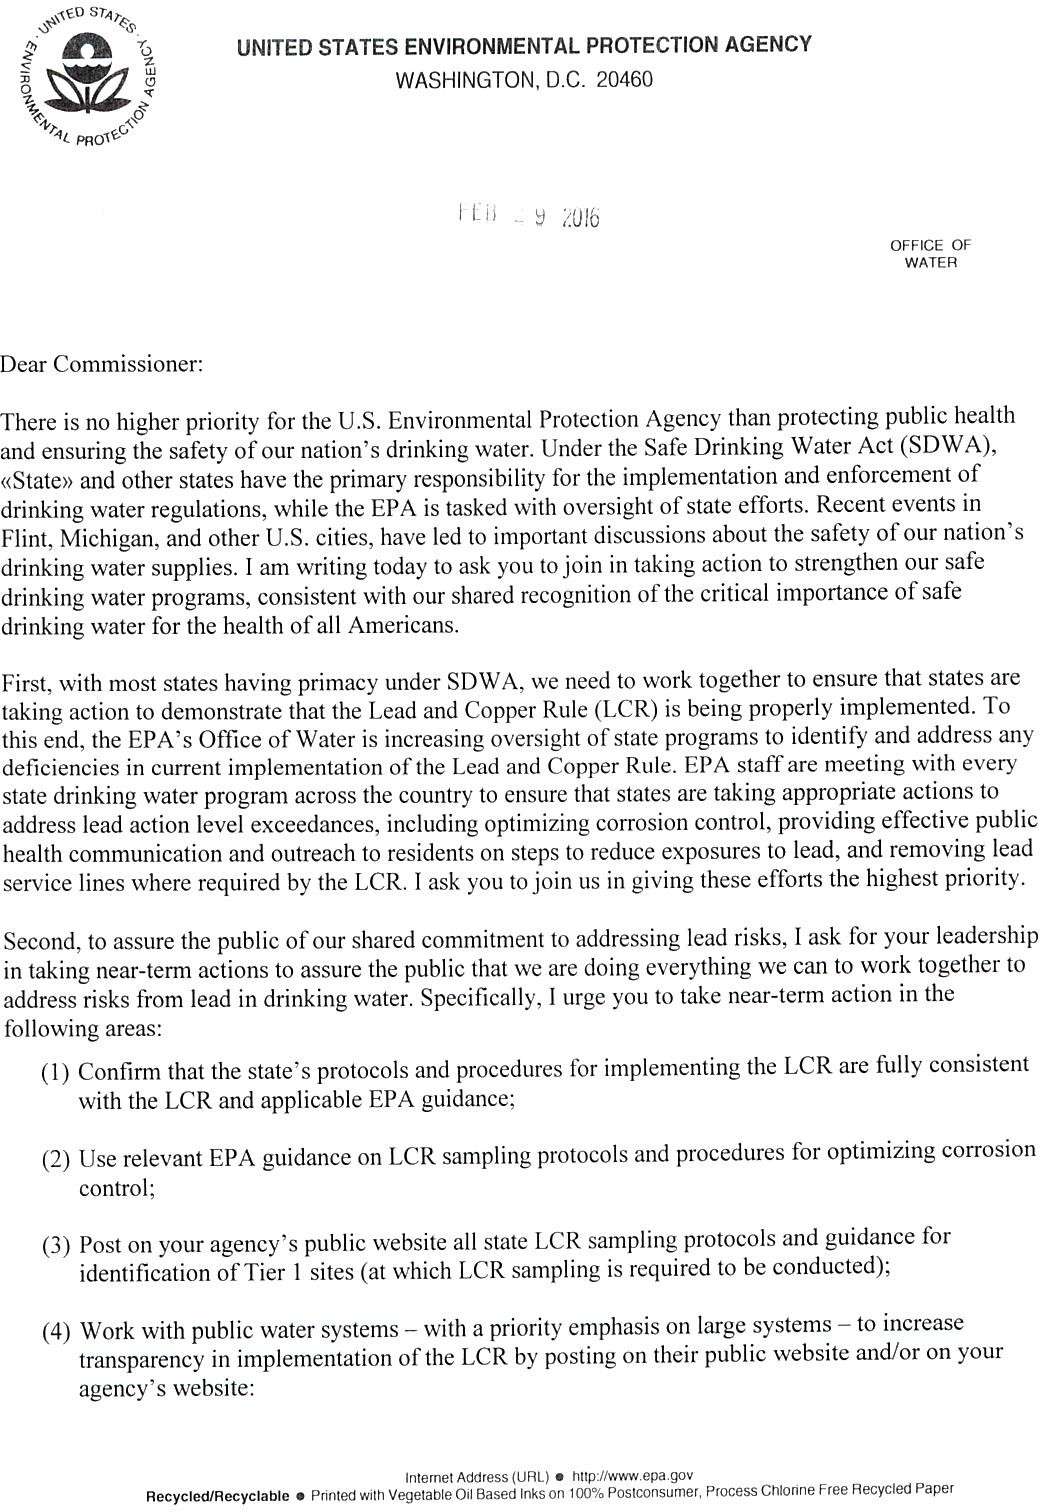 UNITED STATES · ENVIRONMENTAL PROTECTION AGENCY ·
UNITED STATES ENVIRONMENTAL PROTECTION AGENCY
WASHINGTON, D.C. 20460
FEB 29 2016
OFFICE OF
WATER
Dear Commissioner:
There is no higher priority for the U.S. Environmental Protection Agency than protecting public health
and ensuring the safety of our nation’s drinking water. Under the Safe Drinking Water Act (SDWA),
«State» and other states have the primary responsibility for the implementation and enforcement of
drinking water regulations, while the EPA is tasked with oversight of state efforts. Recent events in
Flint, Michigan, and other U.S. cities, have led to important discussions about the safety of our nation’s
drinking water supplies. I am writing today to ask you to join in taking action to strengthen our safe
drinking water programs, consistent with our shared recognition of the critical importance of safe
drinking water for the health of all Americans.
First, with most states having primacy under SDWA, we need to work together to ensure that states are
taking action to demonstrate that the Lead and Copper Rule (LCR) is being properly implemented. To
this end, the EPA’s Office of Water is increasing oversight of state programs to identify and address any
deficiencies in current implementation of the Lead and Copper Rule. EPA staff are meeting with every
state drinking water program across the country to ensure that states are taking appropriate actions to
address lead action level exceedances, including optimizing corrosion control, providing effective public
health communication and outreach to residents on steps to reduce exposures to lead, and removing lead
service lines where required by the LCR. I ask you to join us in giving these efforts the highest priority.
Second, to assure the public of our shared commitment to addressing lead risks, I ask for your leadership
in taking near-term actions to assure the public that we are doing everything we can to work together to
address risks from lead in drinking water. Specifically, I urge you to take near-term action in the
following areas:
(1) Confirm that the state’s protocols and procedures for implementing the LCR are fully consistent
with the LCR and applicable EPA guidance;
(2) Use relevant EPA guidance on LCR sampling protocols and procedures for optimizing corrosion
control;
(3) Post on your agency’s public website all state LCR sampling protocols and guidance for
identification of Tier 1 sites (at which LCR sampling is required to be conducted);
(4) Work with public water systems – with a priority emphasis on large systems – to increase
transparency in implementation of the LCR by posting on their public website and/or on your
agency’s website:
Internet Address (URL) ● http://www.epa.gov
Recycled/Recyclable ● Printed with Vegetable Oil Based Inks on 100% Postconsumer, Process Chlorine Free Recycled Paper